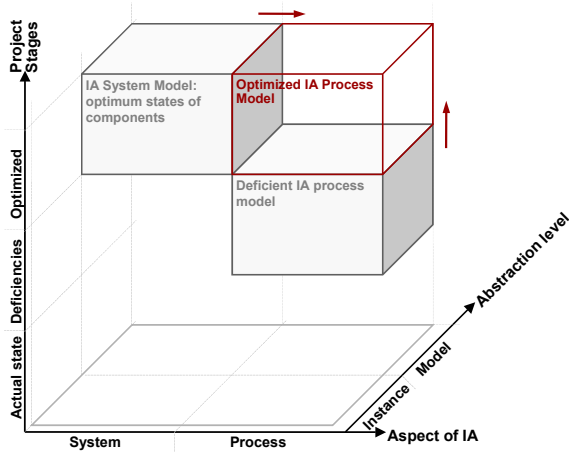 Project
Stages
IA System Model:
optimum states of
components
Optimized IA Process
Model
Deficient IA process
model
Optimized
Deficiencies
Actual state
Abstraction level
Model
Instance
System
Process
Aspect of IA